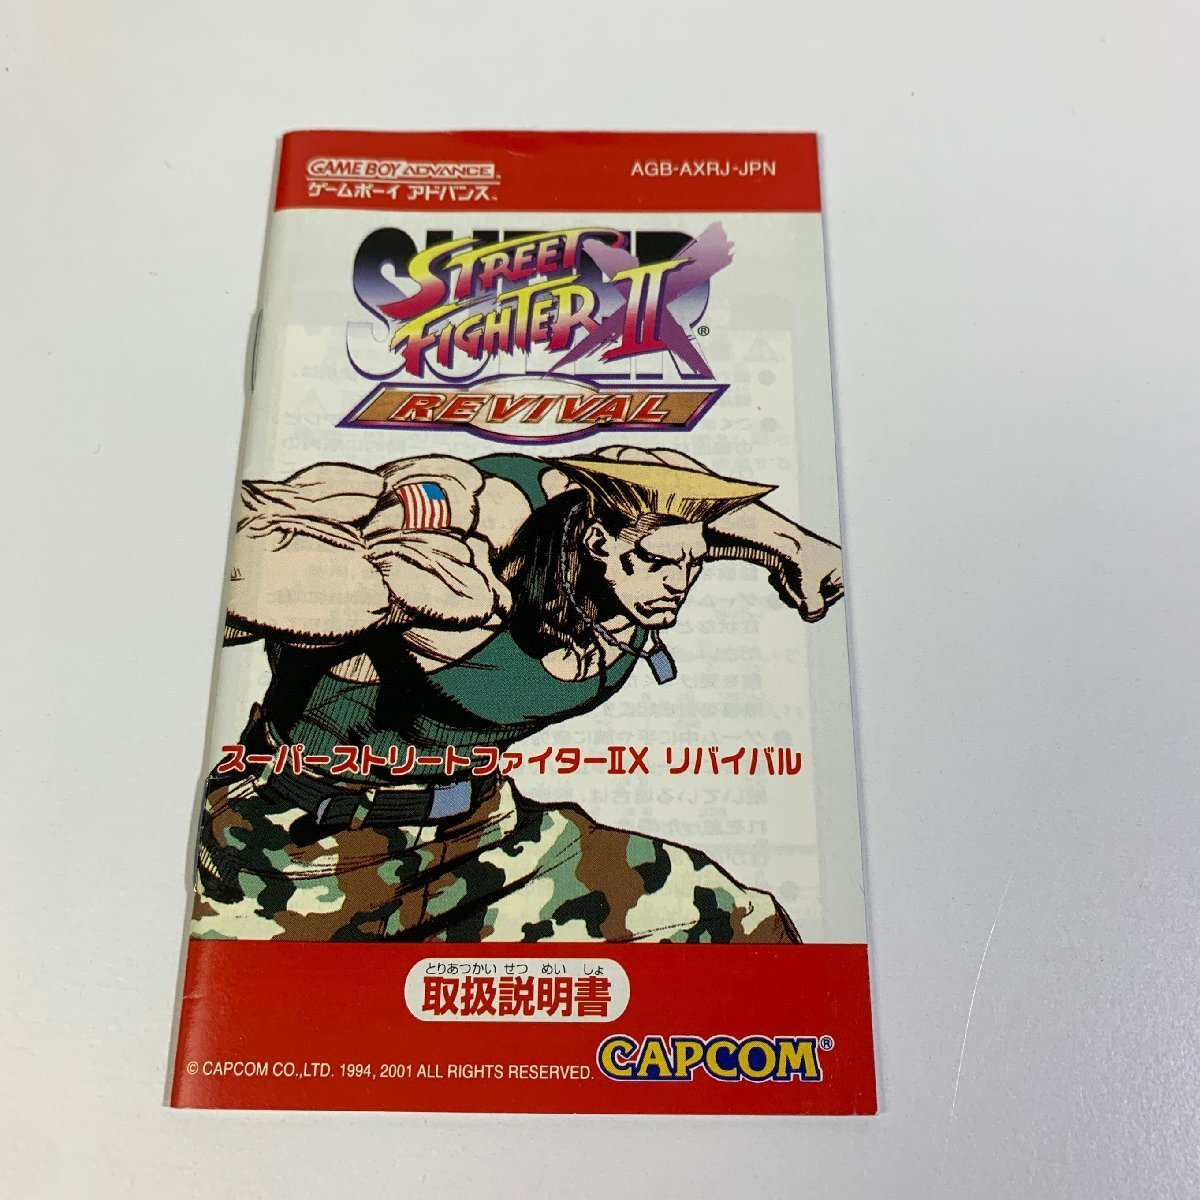 GAME BOY ADVANCE™
ゲームボーイ アドバンス™
AGB-AXRJ-JPN
SUPER
STREET
FIGHTER II X®
REVIVAL
スーパーストリートファイターIIX リバイバル
とりあつかい せつ めい しょ
取扱説明書
© CAPCOM CO.,LTD. 1994, 2001 ALL RIGHTS RESERVED.
CAPCOM®